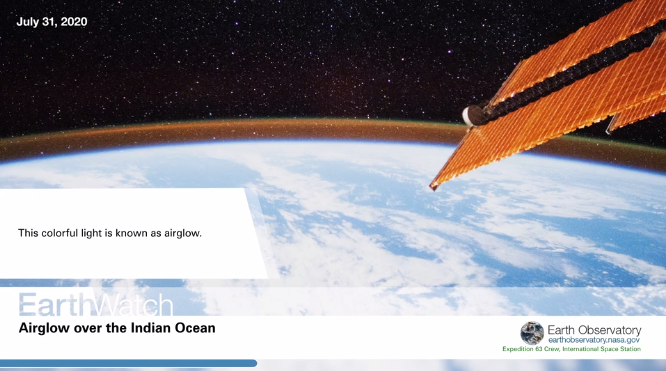 July 31, 2020
This colorful light is known as airglow.
EarthWatch
Airglow over the Indian Ocean
Earth Observatory
earthobservatory.nasa.gov
Expedition 63 Crew, International Space Station